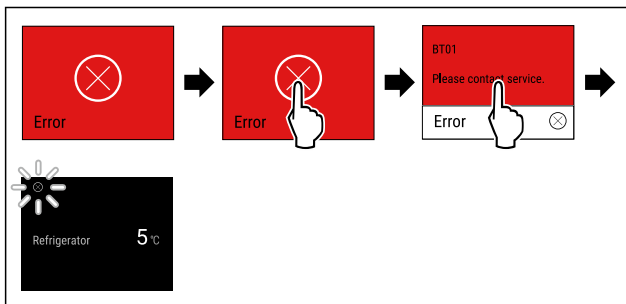 Error
Error
BT01
Please contact service.
Error
Refrigerator 5 °C